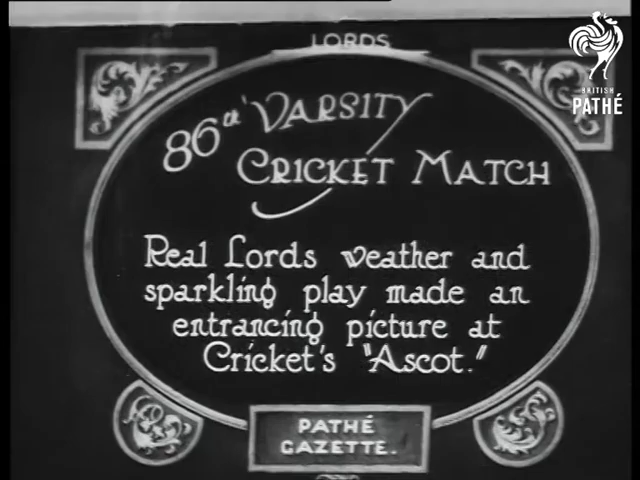 LORDS
BRITISH
PATHÉ
86th VARSITY
CRICKET MATCH
Real Lords weather and
sparkling play made an
entrancing picture at
Cricket's "Ascot."
PATHÉ
GAZETTE.